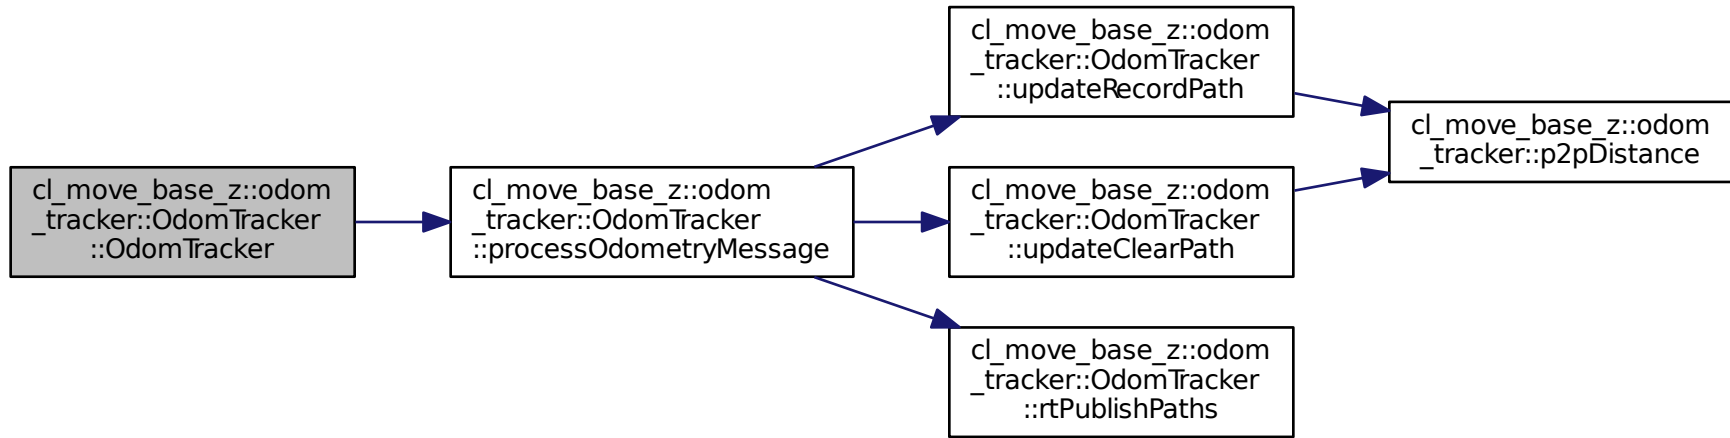 cl_move_base_z::odom
_tracker::OdomTracker
::OdomTracker
cl_move_base_z::odom
_tracker::OdomTracker
::processOdometryMessage
cl_move_base_z::odom
_tracker::OdomTracker
::updateRecordPath
cl_move_base_z::odom
_tracker::OdomTracker
::updateClearPath
cl_move_base_z::odom
_tracker::OdomTracker
::rtPublishPaths
cl_move_base_z::odom
_tracker::p2pDistance